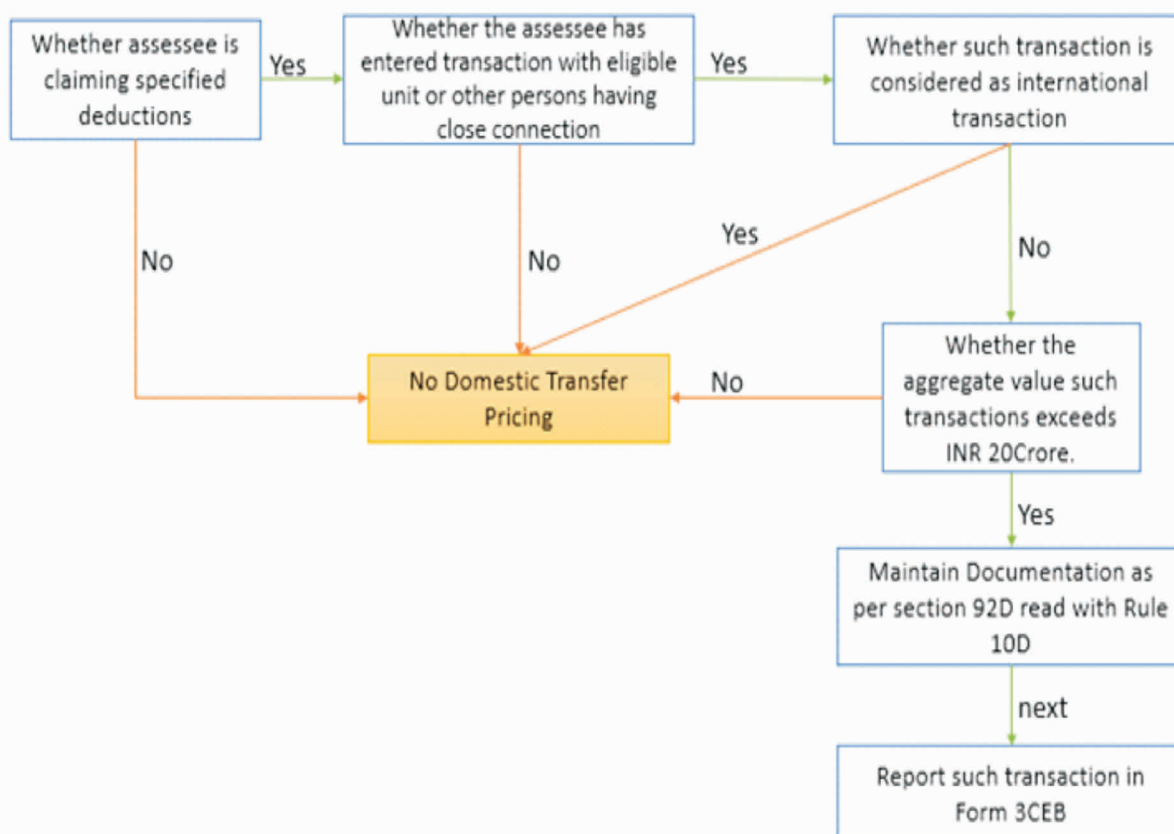 Whether assessee is
claiming specified
deductions
Yes
Whether the assessee has
entered transaction with eligible
unit or other persons having
close connection
Yes
Whether such transaction is
considered as international
transaction
No
No
Yes
No
No Domestic Transfer
Pricing
No
Whether the
aggregate value such
transactions exceeds
INR 20Crore.
Yes
Maintain Documentation as
per section 92D read with Rule
10D
next
Report such transaction in
Form 3CEB